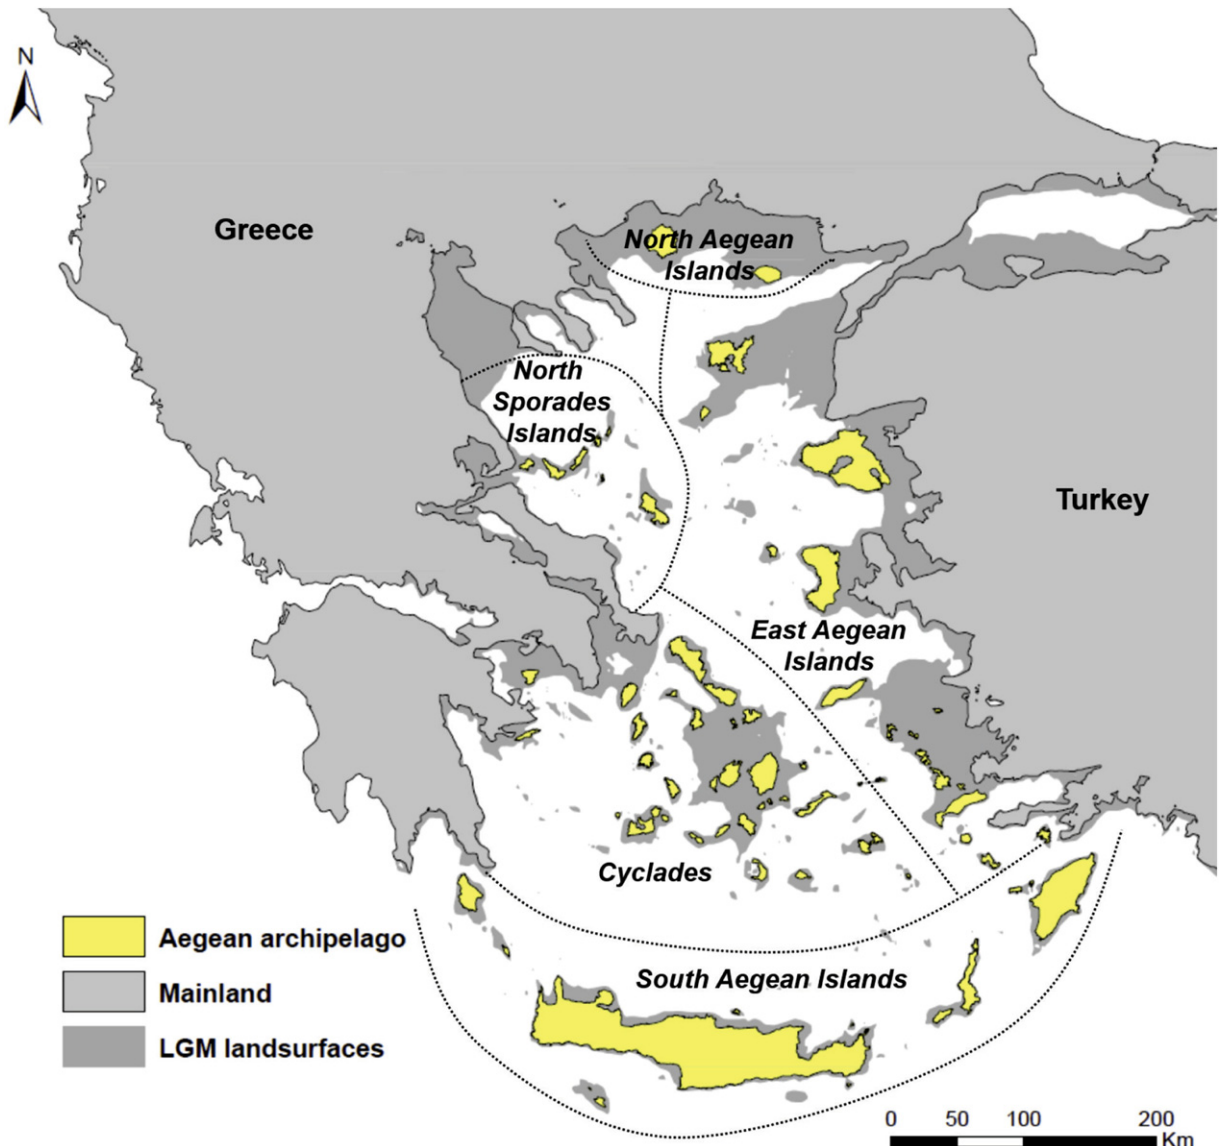 N
Greece
North Aegean
Islands
North
Sporades
Islands
Turkey
East Aegean
Islands
Cyclades
South Aegean Islands
Aegean archipelago
Mainland
LGM landsurfaces
0 50 100 200
Km